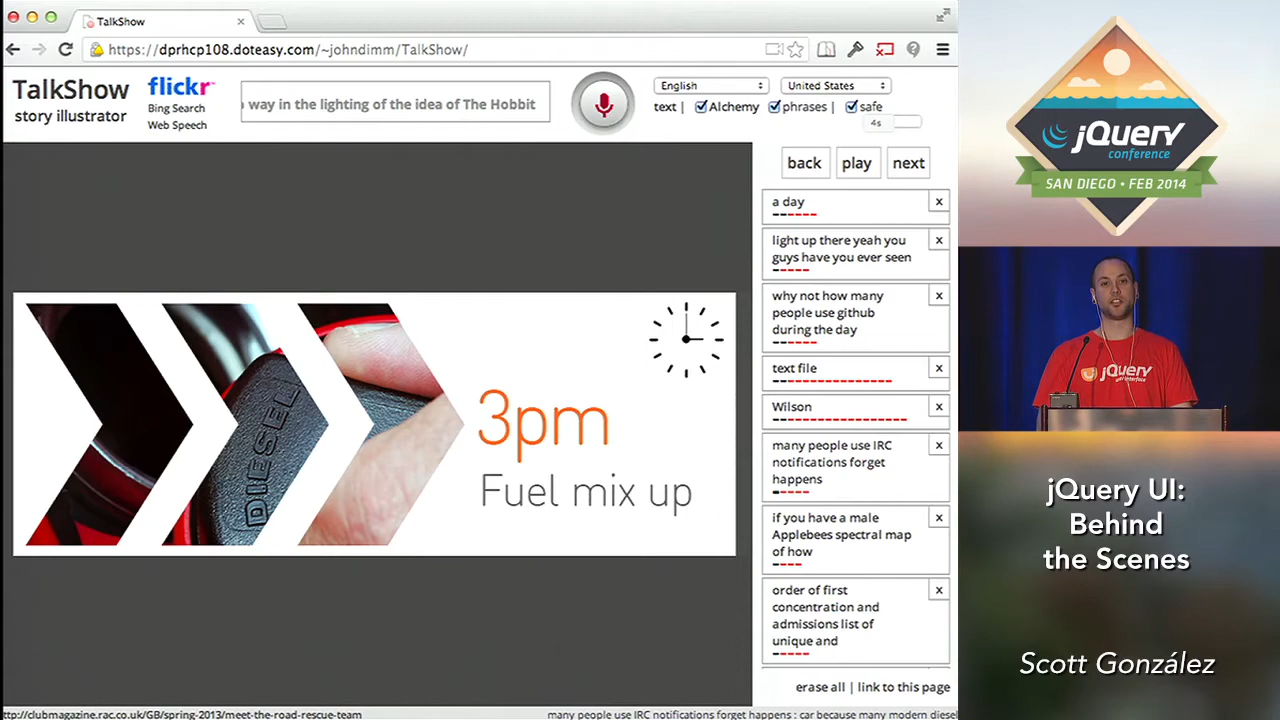 TalkShow
https://dprhcp108.doteasy.com/~johndimm/TalkShow/
TalkShow
story illustrator
flickr
Bing Search
Web Speech
way in the lighting of the idea of The Hobbit
English
United States
text | Alchemy phrases | safe
4s
back
play
next
a day
x
light up there yeah you
guys have you ever seen
x
why not how many
people use github
during the day
x
text file
x
Wilson
x
many people use IRC
notifications forget
happens
x
if you have a male
Applebees spectral map
of how
x
order of first
concentration and
admissions list of
unique and
x
erase all | link to this page
DIESEL
3pm
Fuel mix up
ttp://clubmagazine.rac.co.uk/GB/spring-2013/meet-the-road-rescue-team
many people use IRC notifications forget happens : car because many modern diesel
jQuery
conference
SAN DIEGO • FEB 2014
jQuery
user interface
jQuery UI:
Behind
the Scenes
Scott González